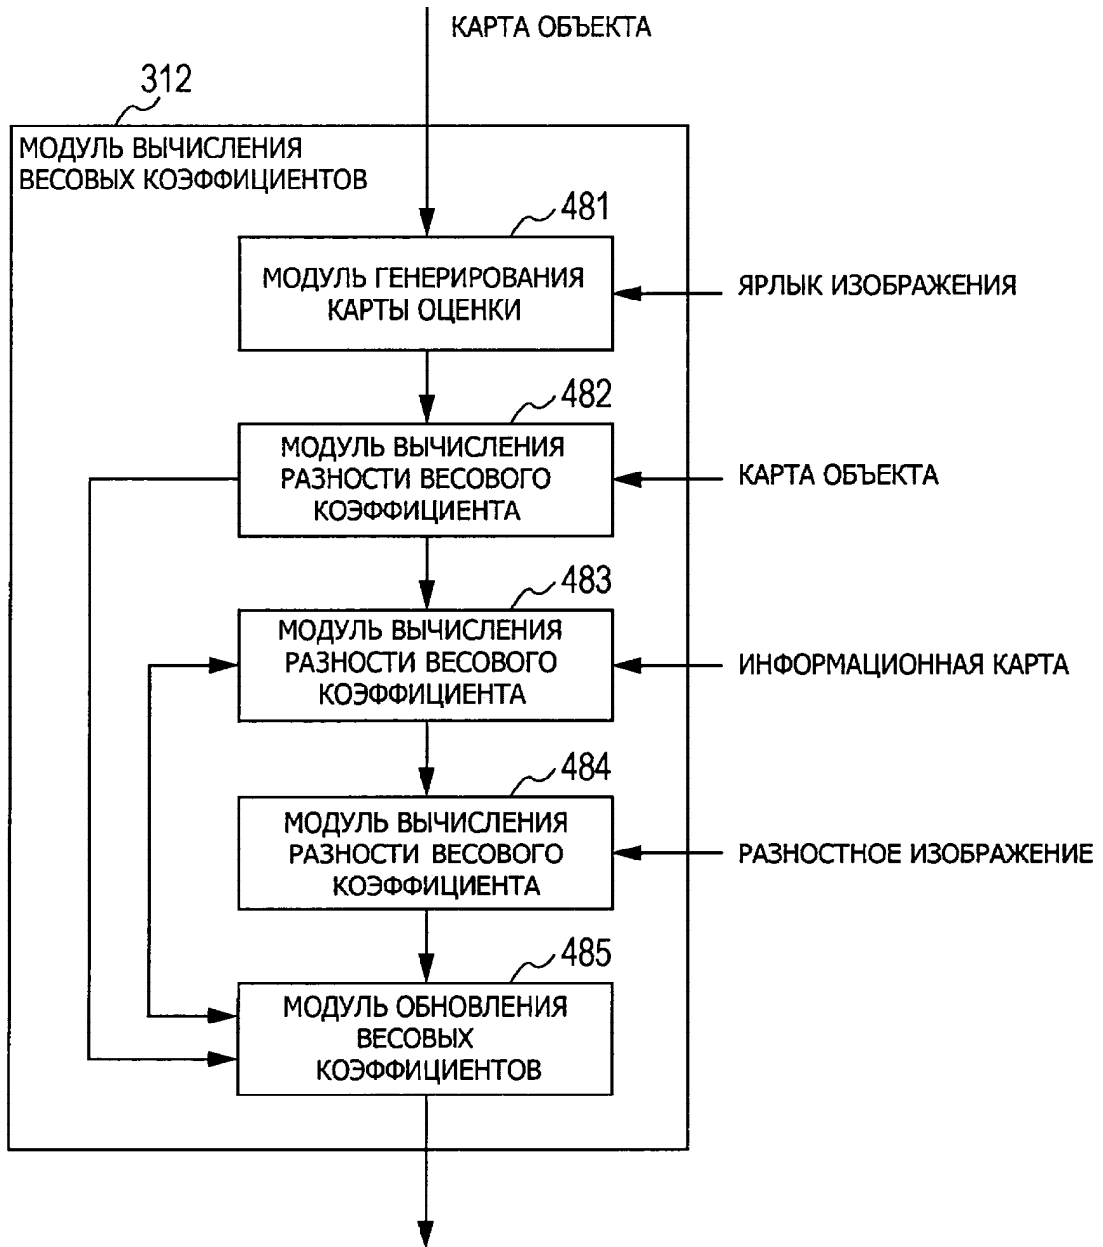 КАРТА ОБЪЕКТА
312
МОДУЛЬ ВЫЧИСЛЕНИЯ
ВЕСОВЫХ КОЭФФИЦИЕНТОВ
481
МОДУЛЬ ГЕНЕРИРОВАНИЯ
КАРТЫ ОЦЕНКИ
ЯРЛЫК ИЗОБРАЖЕНИЯ
482
МОДУЛЬ ВЫЧИСЛЕНИЯ
РАЗНОСТИ ВЕСОВОГО
КОЭФФИЦИЕНТА
КАРТА ОБЪЕКТА
483
МОДУЛЬ ВЫЧИСЛЕНИЯ
РАЗНОСТИ ВЕСОВОГО
КОЭФФИЦИЕНТА
ИНФОРМАЦИОННАЯ КАРТА
484
МОДУЛЬ ВЫЧИСЛЕНИЯ
РАЗНОСТИ ВЕСОВОГО
КОЭФФИЦИЕНТА
РАЗНОСТНОЕ ИЗОБРАЖЕНИЕ
485
МОДУЛЬ ОБНОВЛЕНИЯ
ВЕСОВЫХ
КОЭФФИЦИЕНТОВ